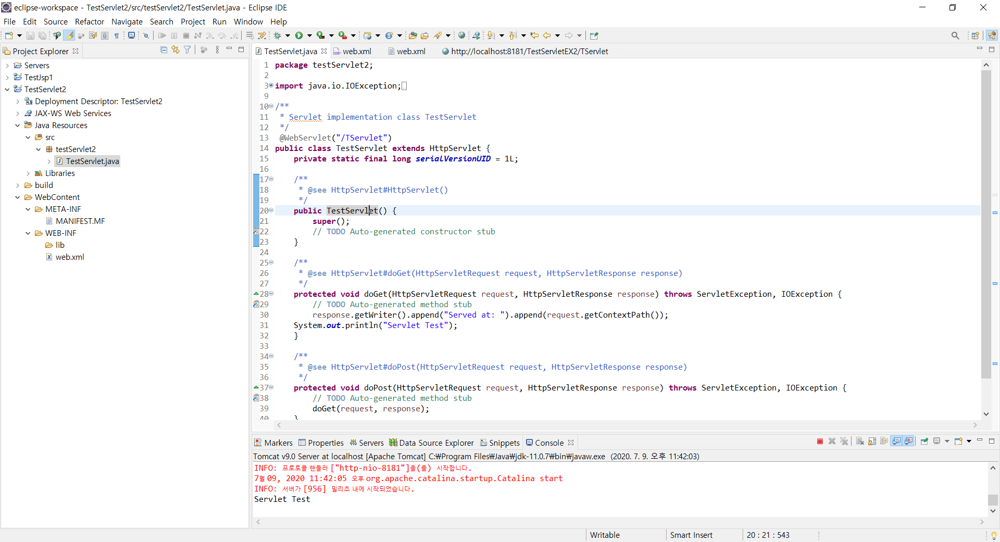 eclipse-workspace - TestServlet2/src/testServlet2/TestServlet.java - Eclipse IDE
File Edit Source Refactor Navigate Search Project Run Window Help
Project Explorer
Servers
TestJsp1
TestServlet2
Deployment Descriptor: TestServlet2
JAX-WS Web Services
Java Resources
src
testServlet2
TestServlet.java
Libraries
build
WebContent
META-INF
MANIFEST.MF
WEB-INF
lib
web.xml
TestServlet.java web.xml web.xml http://localhost:8181/TestServletEX2/TServlet
1 package testServlet2;
2
3 import java.io.IOException;
9
10 /**
11 * Servlet implementation class TestServlet
12 */
13 @WebServlet("/TServlet")
14 public class TestServlet extends HttpServlet {
15 private static final long serialVersionUID = 1L;
16
17 /**
18 * @see HttpServlet#HttpServlet()
19 */
20 public TestServlet() {
21 super();
22 // TODO Auto-generated constructor stub
23 }
24
25 /**
26 * @see HttpServlet#doGet(HttpServletRequest request, HttpServletResponse response)
27 */
28 protected void doGet(HttpServletRequest request, HttpServletResponse response) throws ServletException, IOException {
29 // TODO Auto-generated method stub
30 response.getWriter().append("Served at: ").append(request.getContextPath());
31 System.out.println("Servlet Test");
32 }
33
34 /**
35 * @see HttpServlet#doPost(HttpServletRequest request, HttpServletResponse response)
36 */
37 protected void doPost(HttpServletRequest request, HttpServletResponse response) throws ServletException, IOException {
38 // TODO Auto-generated method stub
39 doGet(request, response);
40 }
Markers Properties Servers Data Source Explorer Snippets Console
Tomcat v9.0 Server at localhost [Apache Tomcat] C:₩Program Files₩Java₩jdk-11.0.7₩bin₩javaw.exe (2020. 7. 9. 오후 11:42:03)
INFO: 프로토콜 핸들러 ["http-nio-8181"]을(를) 시작합니다.
7월 09, 2020 11:42:05 오후 org.apache.catalina.startup.Catalina start
INFO: 서버가 [956] 밀리초 내에 시작되었습니다.
Servlet Test
Writable Smart Insert 20 : 21 : 543